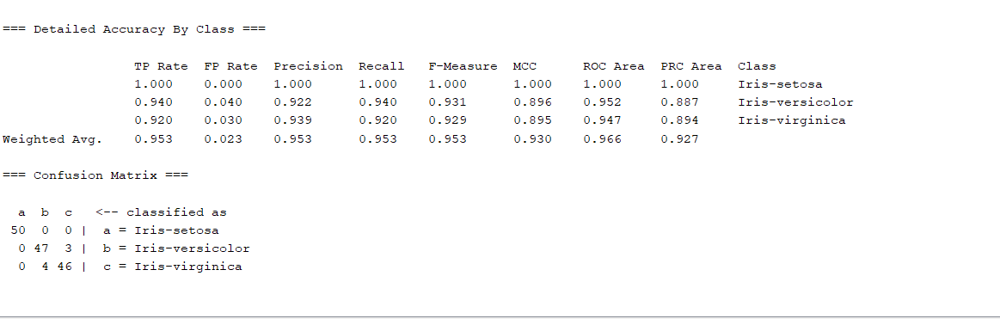 === Detailed Accuracy By Class ===
                 TP Rate  FP Rate  Precision  Recall   F-Measure  MCC      ROC Area  PRC Area  Class
                 1.000    0.000    1.000      1.000    1.000      1.000    1.000     1.000     Iris-setosa
                 0.940    0.040    0.922      0.940    0.931      0.896    0.952     0.887     Iris-versicolor
                 0.920    0.030    0.939      0.920    0.929      0.895    0.947     0.894     Iris-virginica
Weighted Avg.    0.953    0.023    0.953      0.953    0.953      0.930    0.966     0.927
=== Confusion Matrix ===
  a  b  c   <-- classified as
 50  0  0 |  a = Iris-setosa
  0 47  3 |  b = Iris-versicolor
  0  4 46 |  c = Iris-virginica